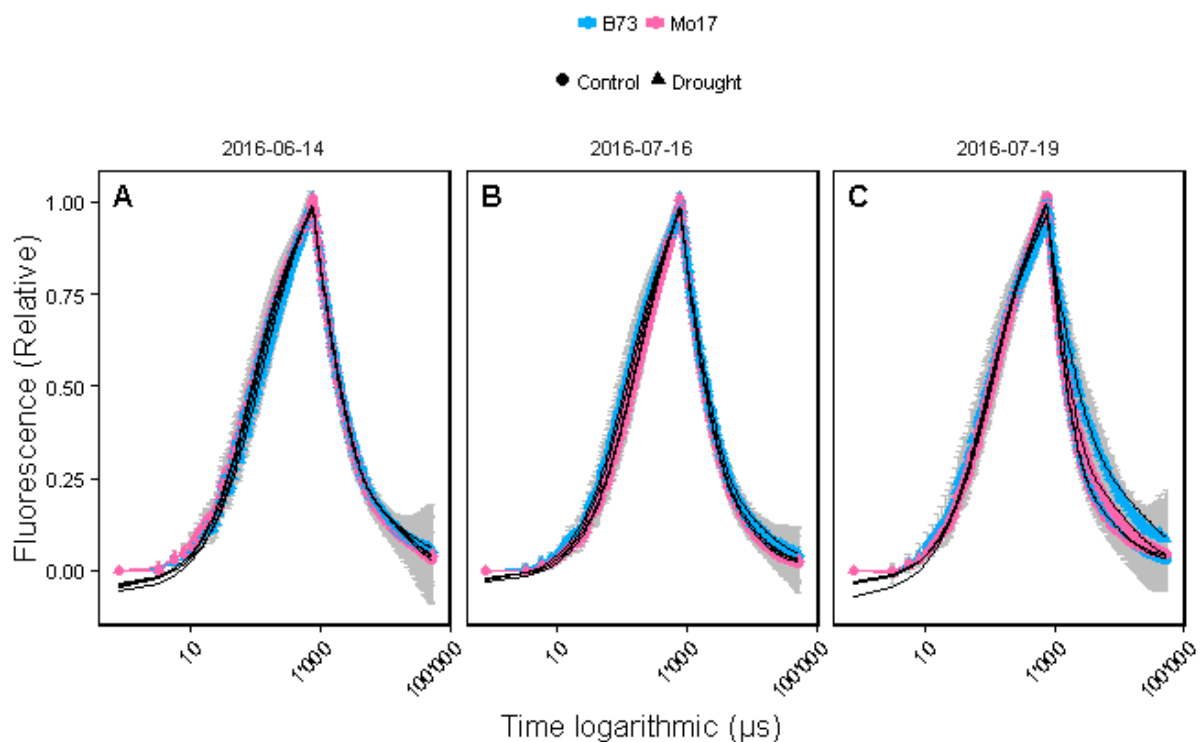 B73 Mo17
Control Drought
2016-06-14 2016-07-16 2016-07-19
A B C
Fluorescence (Relative)
1.00
0.75
0.50
0.25
0.00
10 1'000 100'000 10 1'000 100'000 10 1'000 100'000
Time logarithmic (µs)